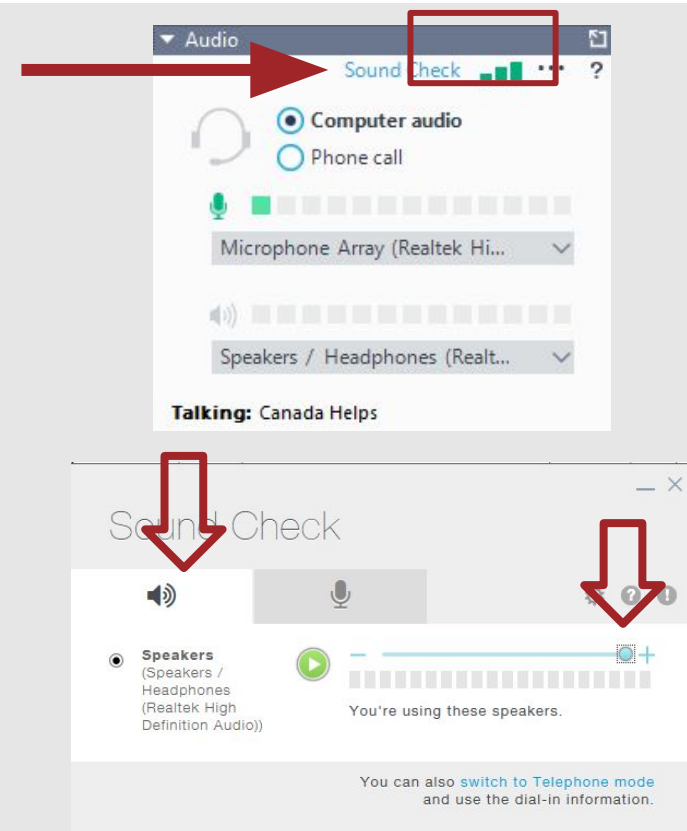 Audio
Sound Check ?
Computer audio
Phone call
Microphone Array (Realtek Hi...
Speakers / Headphones (Realt...
Talking: Canada Helps
Sound Check
Speakers
(Speakers /
Headphones
(Realtek High
Definition Audio))
You're using these speakers.
You can also switch to Telephone mode
and use the dial-in information.